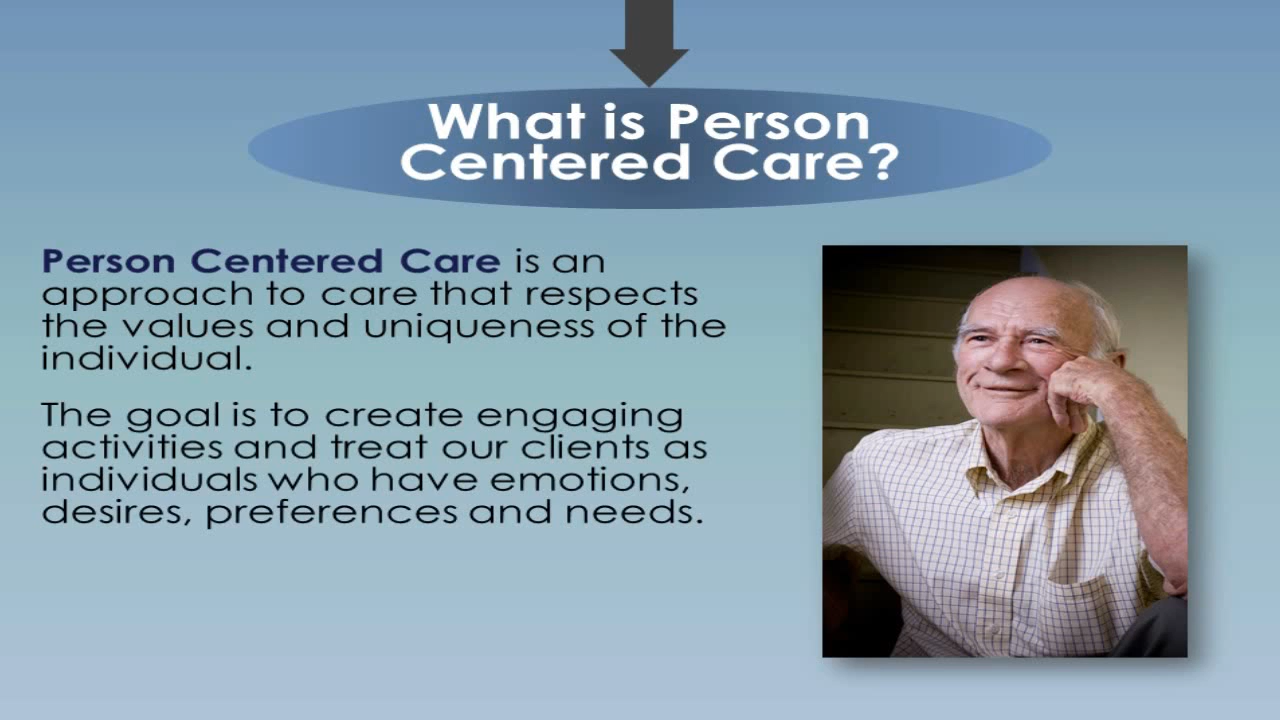 What is Person
Centered Care?
Person Centered Care is an
approach to care that respects
the values and uniqueness of the
individual.
The goal is to create engaging
activities and treat our clients as
individuals who have emotions,
desires, preferences and needs.